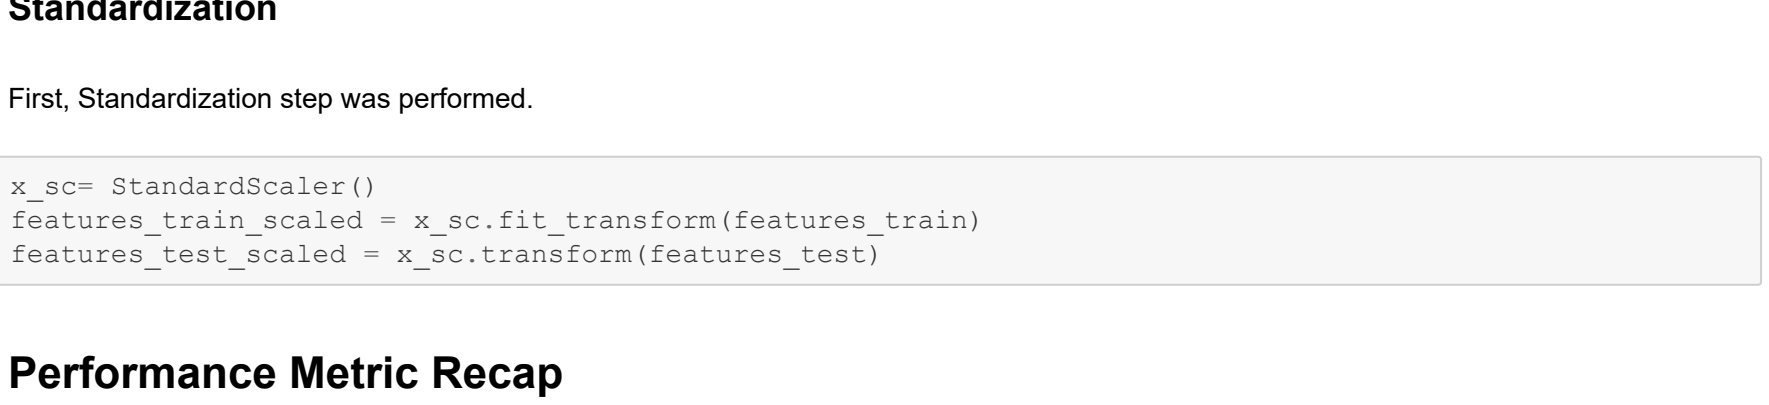 Standardization
First, Standardization step was performed.
x_sc= StandardScaler()
features_train_scaled = x_sc.fit_transform(features_train)
features_test_scaled = x_sc.transform(features_test)
Performance Metric Recap